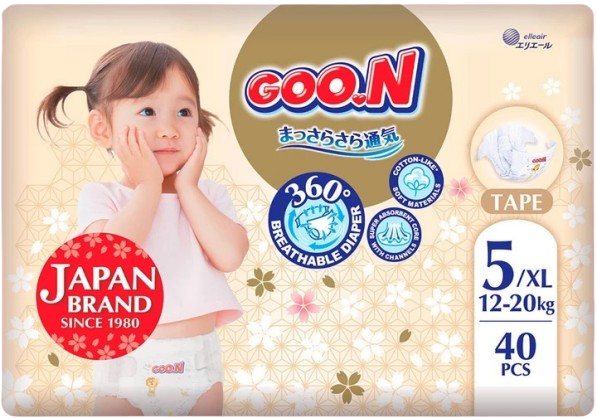 elleair
エリエール
GOO.N
まっさらさら通気
360°
BREATHABLE DIAPER
COTTON-LIKE*
SOFT MATERIALS
SUPER ABSORBENT CORE
WITH CHANNELS
GOO.N
TAPE
JAPAN
BRAND
SINCE 1980
5/XL
12-20kg
40
PCS
GOO.N